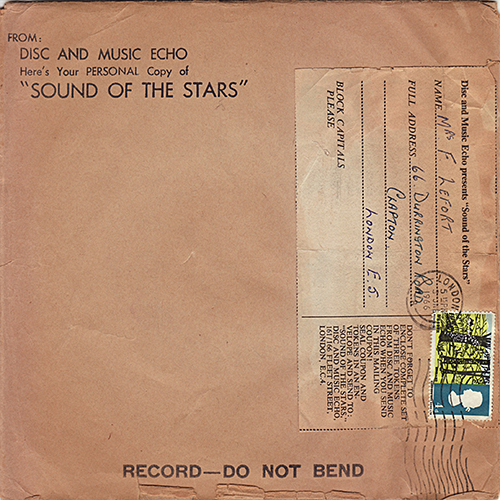 FROM:
DISC AND MUSIC ECHO
Here's Your PERSONAL Copy of
"SOUND OF THE STARS"
Disc and Music Echo presents "Sound of the Stars"
NAME MRS F. LEFORT
FULL ADDRESS 66. DURRINGTON ROAD
CLAPTON
LONDON E.5
BLOCK CAPITALS
PLEASE
DON'T FORGET TO
ENCLOSE COMPLETE SET
OF THREE TOKENS
FROM DISC AND MUSIC
ECHO WHEN YOU SEND
IN THIS MAILING
COUPON
SEAL COUPON AND
TOKENS IN AN EN-
VELOPE AND SEND TO:
"SOUND OF THE STARS,"
DISC AND MUSIC ECHO,
161/166 FLEET STREET,
LONDON, E.C.4.
LONDON
1966
RECORD—DO NOT BEND